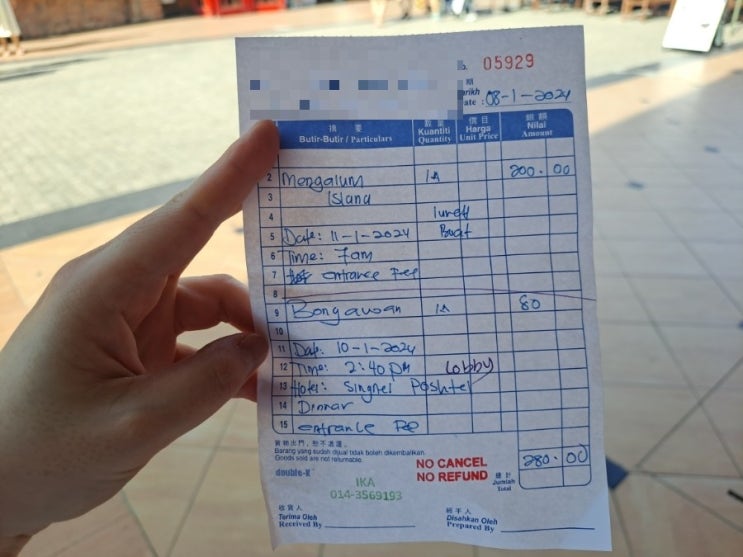 No. 05929
期
Tarikh
Date : 08-1-2024
摘 要
Butir-Butir / Particulars
數 量
Kuantiti
Quantity
價 目
Harga
Unit Price
銀 額
Nilai
Amount
2 Mengalum 1A 200.00
3 Island
4 lunch
5 Date: 11-1-2024 Boat
6 Time: 7am
7 entrance Fee
8
9 Bongawan 1A 80
10
11 Date: 10-1-2024
12 Time: 2:40 pm Lobby
13 Hotel: Singnel Poshtel
14 Dinnar
15 entrance Fee
貨 物 出 門 , 恕 不 退 還 。
Barang yang sudah dijual tidak boleh dikembalikan.
Goods sold are not returnable.
double-K
NO CANCEL
NO REFUND
總 計
Jumlah
Total
280.00
IKA
014-3569193
收 貨 人
Terima Oleh
Received By
經 手 人
Disahkan Oleh
Prepared By